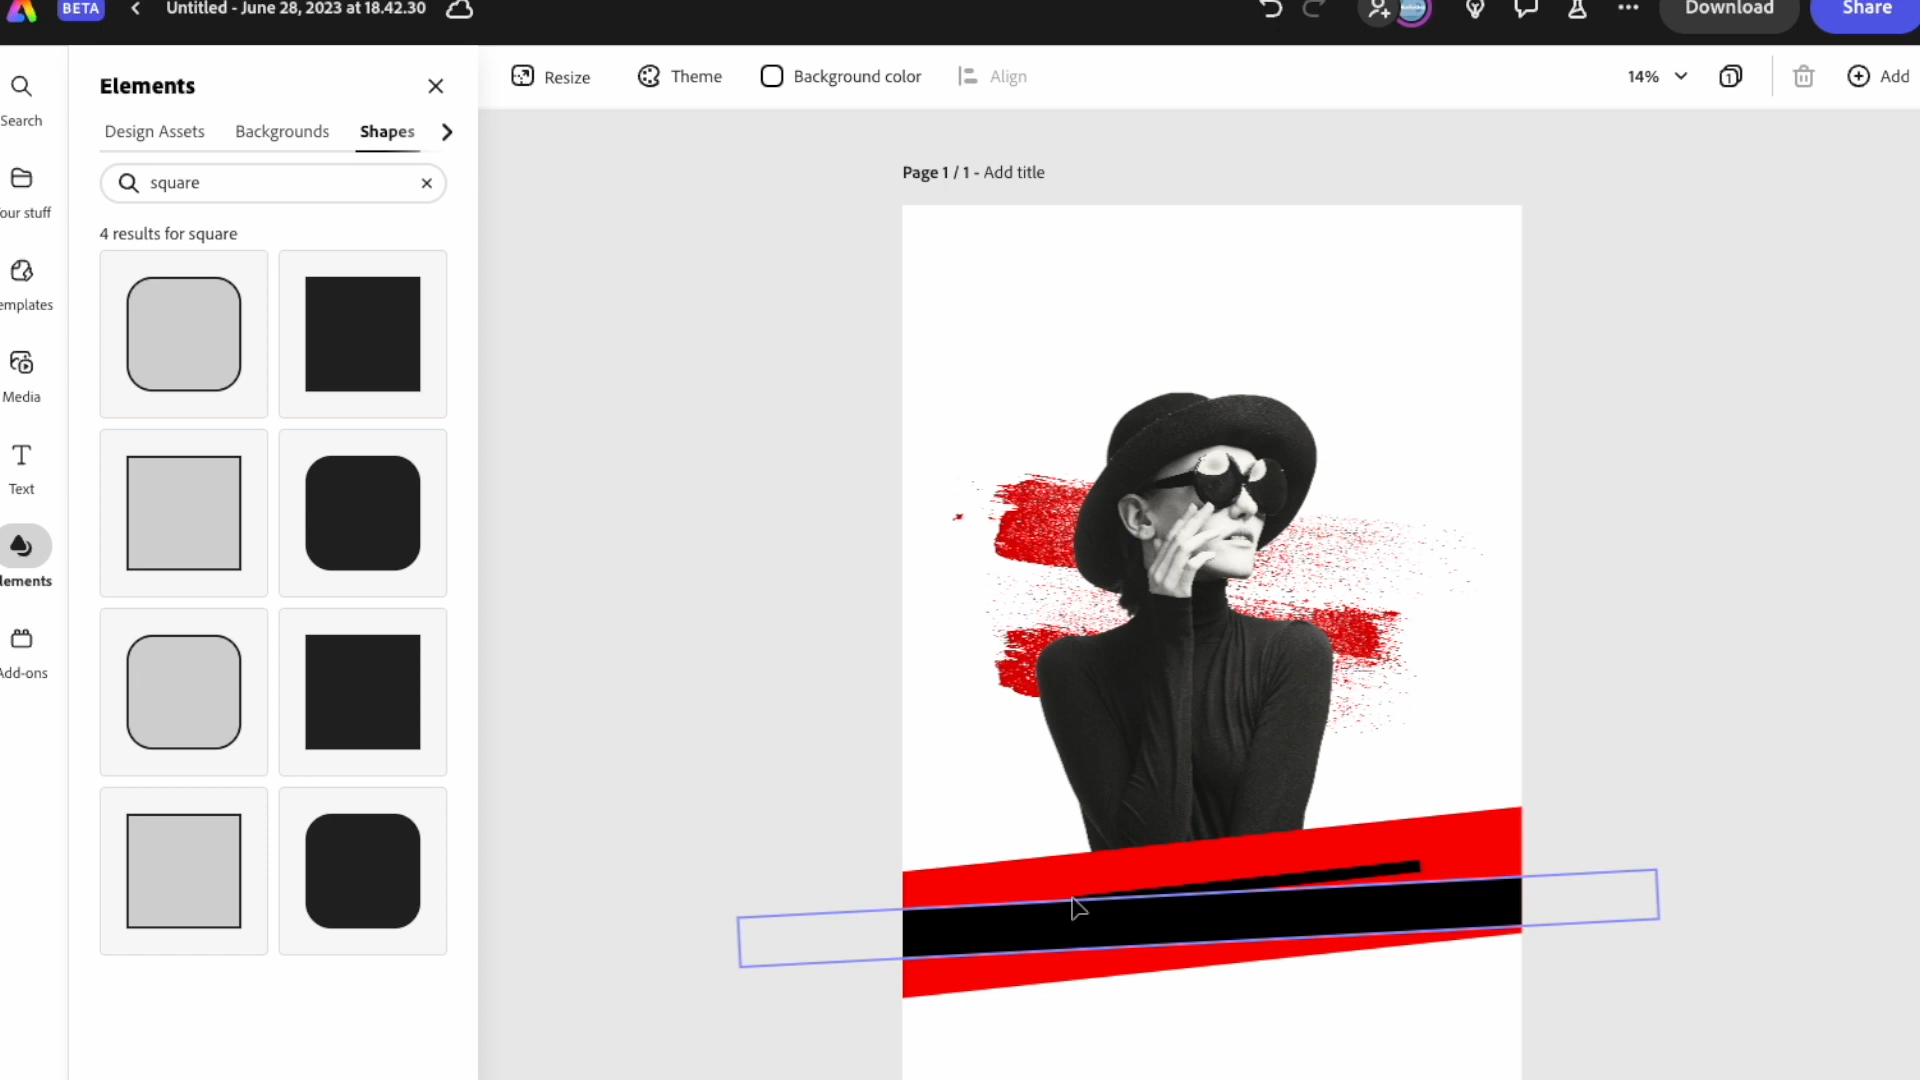 BETA
Untitled - June 28, 2023 at 18.42.30
Download
Share
Search
our stuff
emplates
Media
Text
lements
Add-ons
Elements
Design Assets
Backgrounds
Shapes
square
4 results for square
Resize
Theme
Background color
Align
14%
1
Add
Page 1 / 1 - Add title